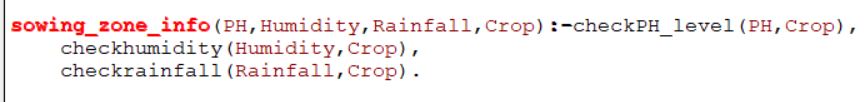 sowing_zone_info(PH,Humidity,Rainfall,Crop):-checkPH_level(PH,Crop),
    checkhumidity(Humidity,Crop),
    checkrainfall(Rainfall,Crop).